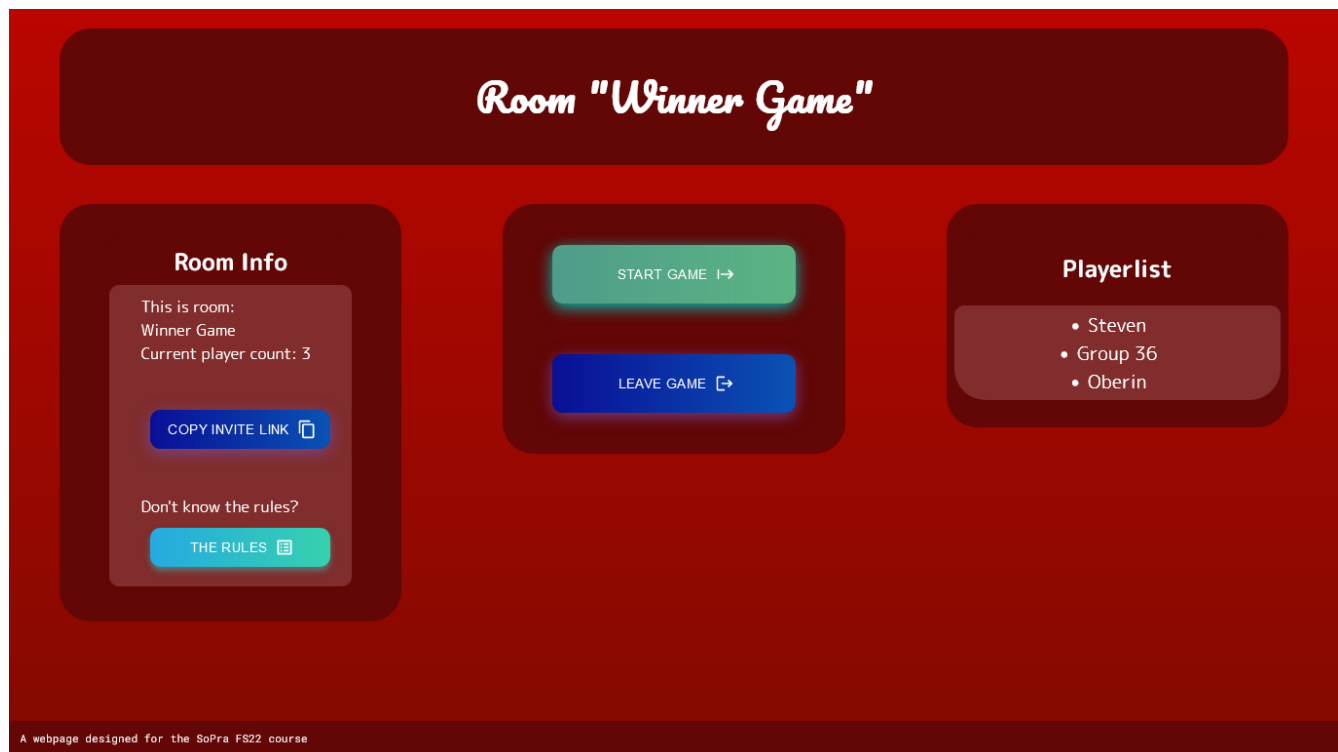 Room "Winner Game"
Room Info
This is room:
Winner Game
Current player count: 3
COPY INVITE LINK
Don't know the rules?
THE RULES
START GAME
LEAVE GAME
Playerlist
• Steven
• Group 36
• Oberin
A webpage designed for the SoPra FS22 course